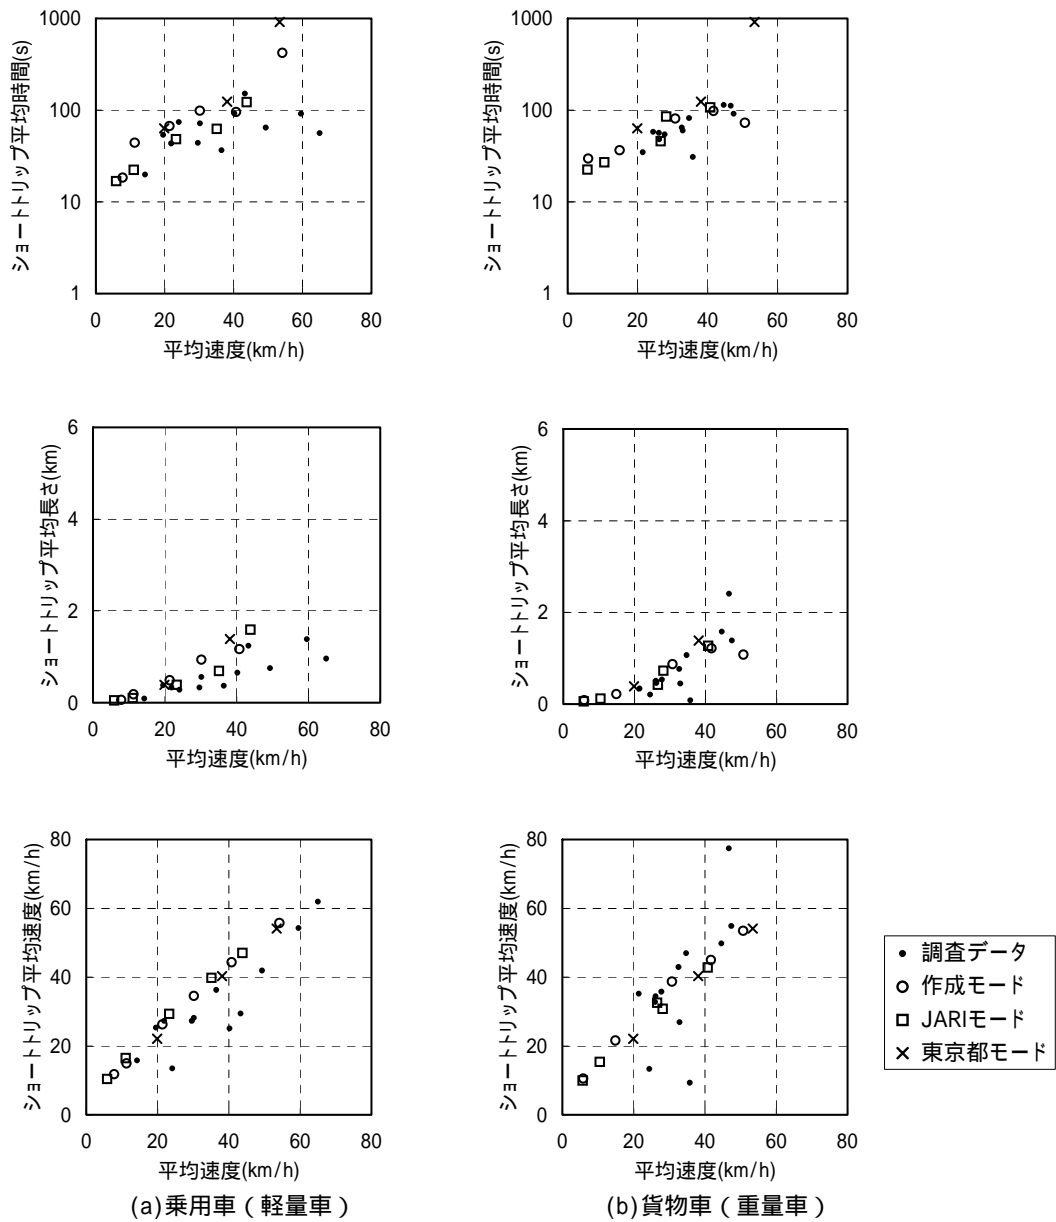 ショートトリップ平均時間(s)
1000
100
10
1
0 20 40 60 80
平均速度(km/h)
ショートトリップ平均時間(s)
1000
100
10
1
0 20 40 60 80
平均速度(km/h)
ショートトリップ平均長さ(km)
6
4
2
0
0 20 40 60 80
平均速度(km/h)
ショートトリップ平均長さ(km)
6
4
2
0
0 20 40 60 80
平均速度(km/h)
ショートトリップ平均速度(km/h)
80
60
40
20
0
0 20 40 60 80
平均速度(km/h)
(a)乗用車（軽量車）
ショートトリップ平均速度(km/h)
80
60
40
20
0
0 20 40 60 80
平均速度(km/h)
(b)貨物車（重量車）
調査データ
作成モード
JARIモード
東京都モード